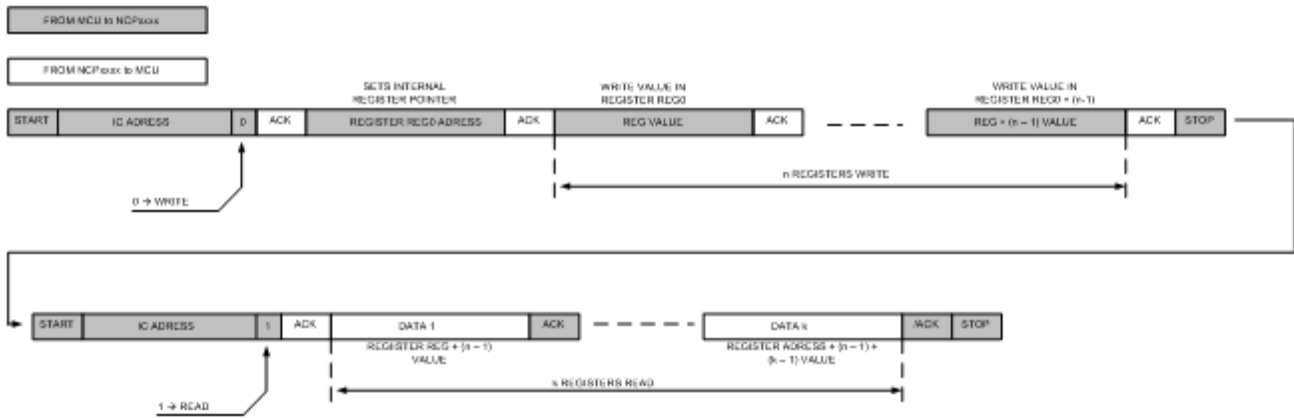 FROM MCU to NCPxxxx
FROM NCPxxxx to MCU
SETS INTERNAL
REGISTER POINTER
WRITE VALUE IN
REGISTER REG0
WRITE VALUE IN
REGISTER REG0 + (n-1)
START IC ADRESS 0 ACK REGISTER REG0 ADRESS ACK REG VALUE ACK REG + (n – 1) VALUE ACK STOP
n REGISTERS WRITE
0 → WRITE
START IC ADRESS 1 ACK DATA 1 ACK DATA k /ACK STOP
REGISTER REG + (n – 1)
VALUE
REGISTER ADRESS + (n – 1) +
(k – 1) VALUE
k REGISTERS READ
1 → READ